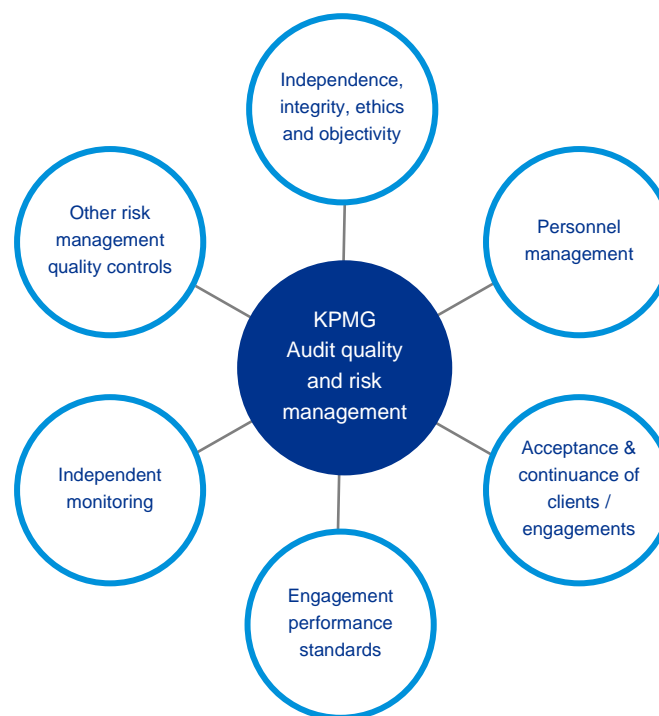 Independence,
integrity, ethics
and objectivity
Other risk
management
quality controls
Personnel
management
KPMG
Audit quality
and risk
management
Independent
monitoring
Acceptance &
continuance of
clients /
engagements
Engagement
performance
standards